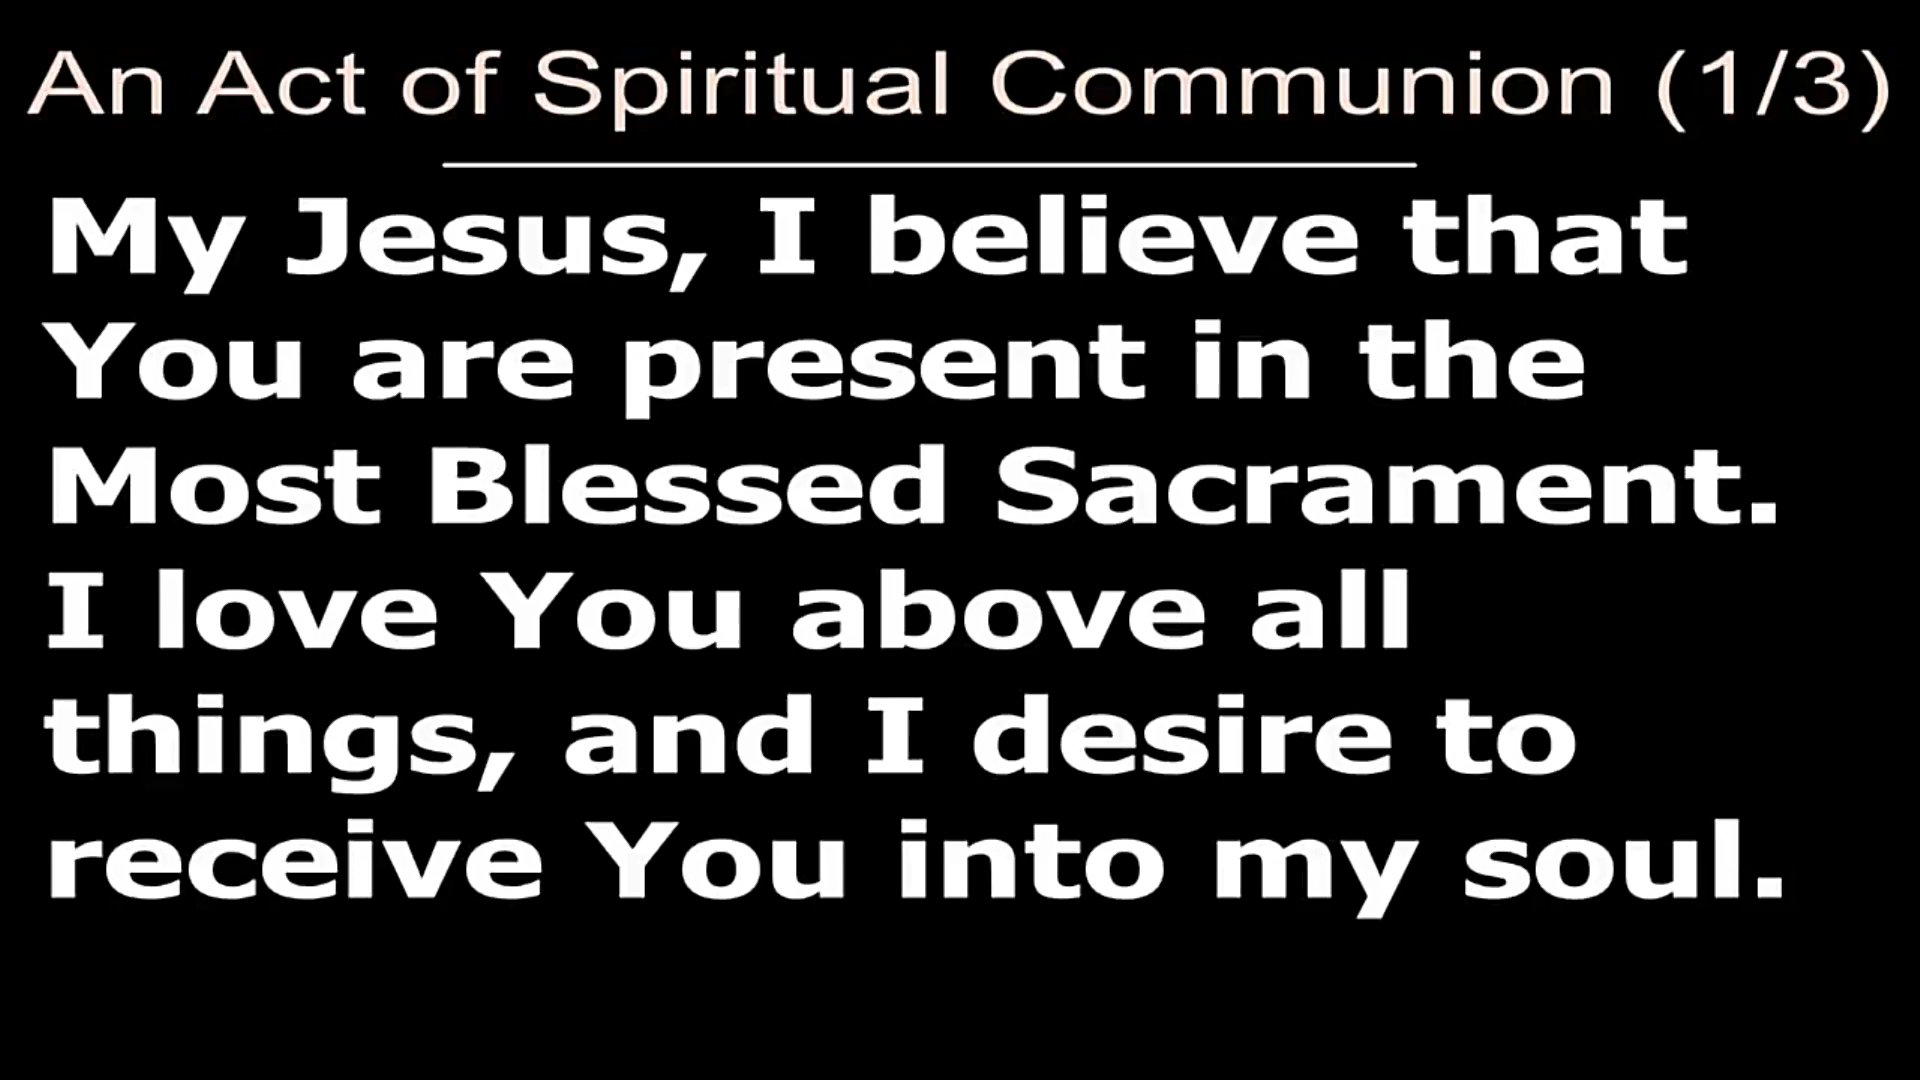 An Act of Spiritual Communion (1/3)
My Jesus, I believe that
You are present in the
Most Blessed Sacrament.
I love You above all
things, and I desire to
receive You into my soul.